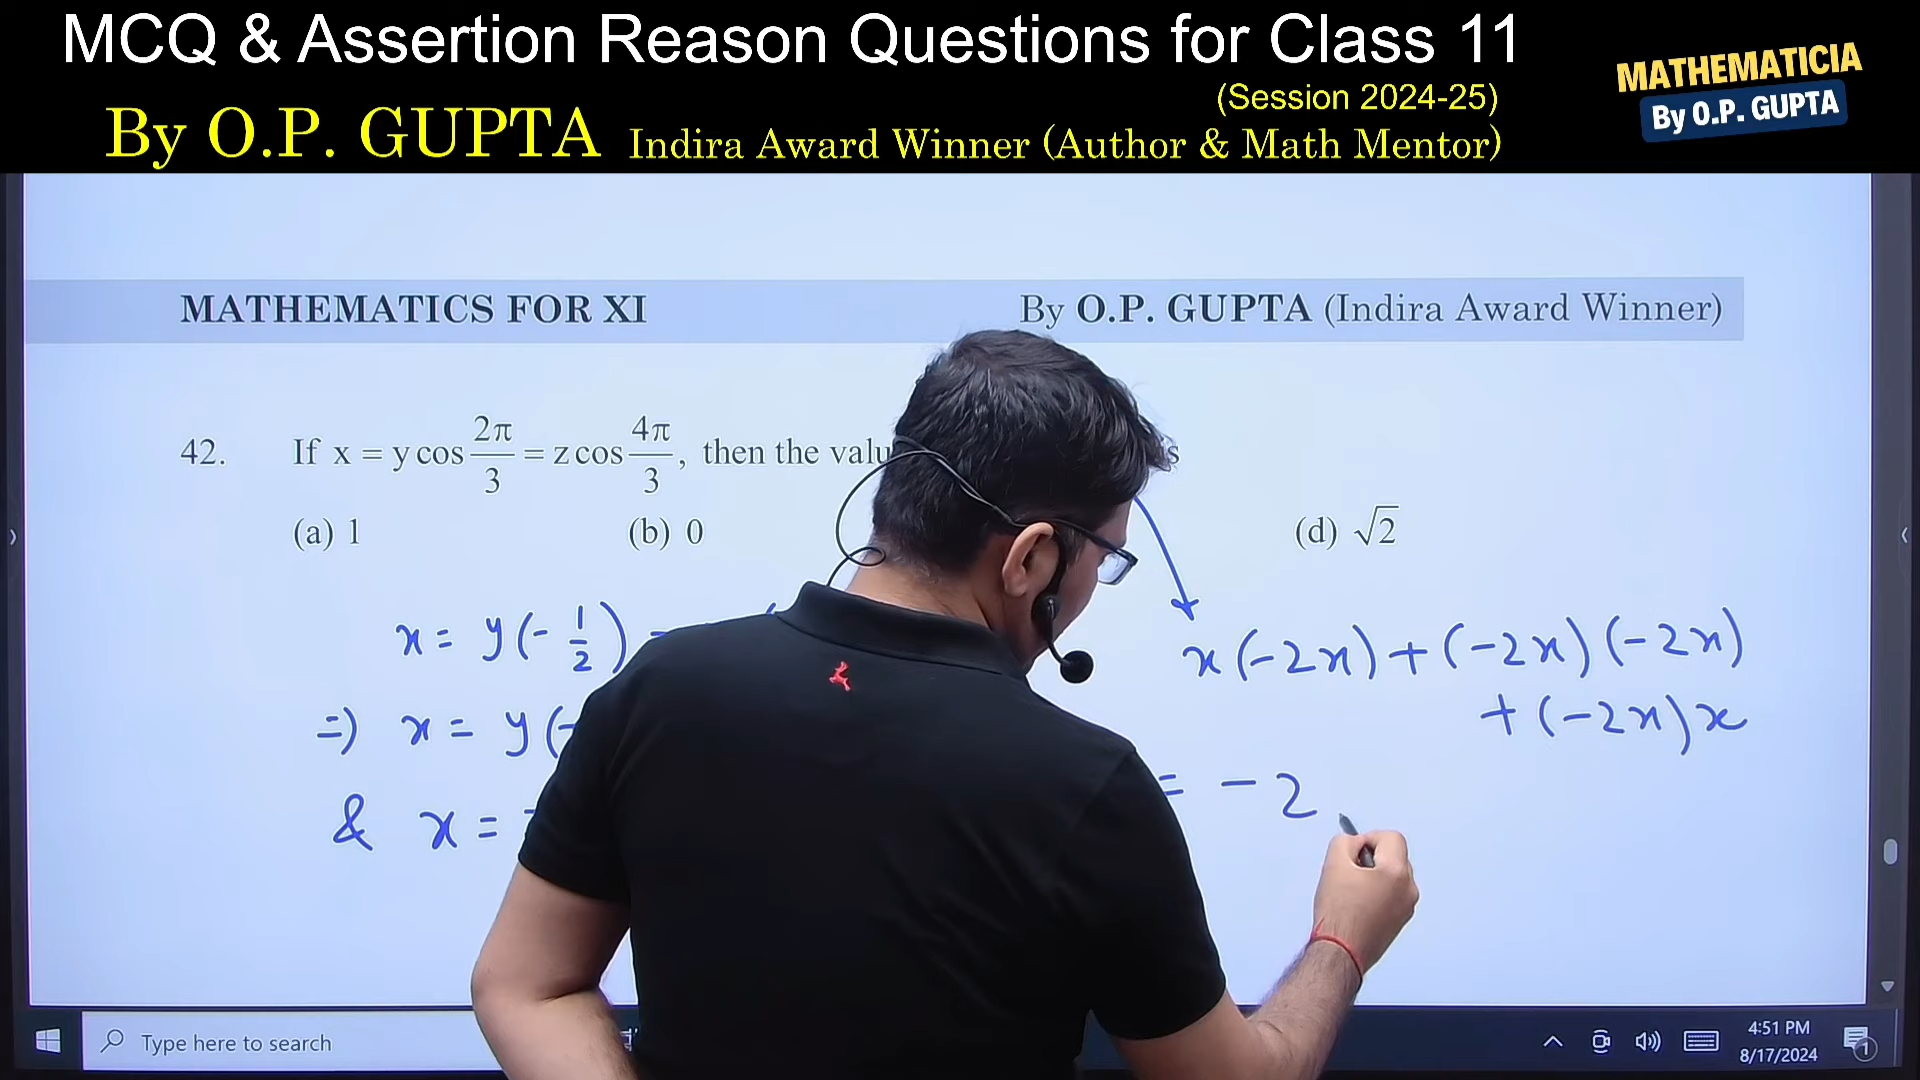 MCQ & Assertion Reason Questions for Class 11
(Session 2024-25)
By O.P. GUPTA Indira Award Winner (Author & Math Mentor)
MATHEMATICIA
By O.P. GUPTA
MATHEMATICS FOR XI
By O.P. GUPTA (Indira Award Winner)
42. If x = y cos 2π/3 = z cos 4π/3, then the
(a) 1 (b) 0 (d) √2
x = y(- 1/2)
x(-2x) + (-2x)(-2x)
+ (-2x)x
=) x = y(-
& x =
= -2
Type here to search
4:51 PM
8/17/2024
1